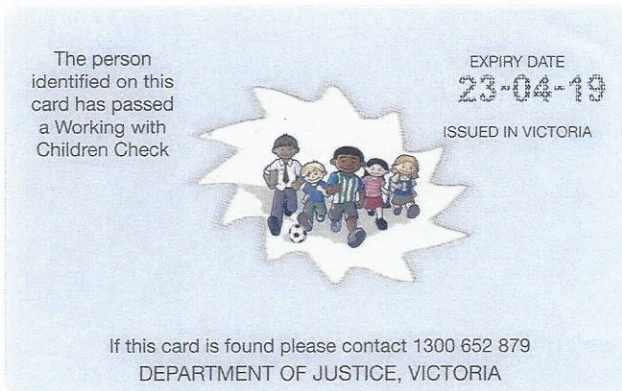 The person
identified on this
card has passed
a Working with
Children Check
EXPIRY DATE
23-04-19
ISSUED IN VICTORIA
If this card is found please contact 1300 652 879
DEPARTMENT OF JUSTICE, VICTORIA